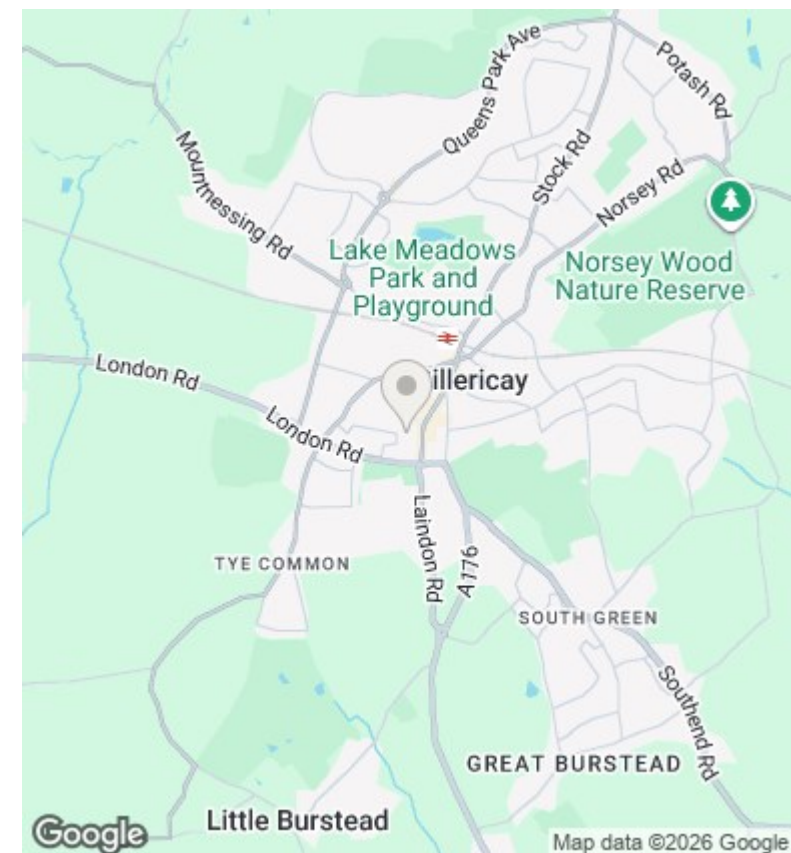 Queens Park Ave
Potash Rd
Mountnessing Rd
Stock Rd
Norsey Rd
Lake Meadows
Park and
Playground
Norsey Wood
Nature Reserve
London Rd
illericay
London Rd
Laindon Rd
A176
TYE COMMON
SOUTH GREEN
Southend Rd
GREAT BURSTEAD
Little Burstead
Google
Map data ©2026 Google